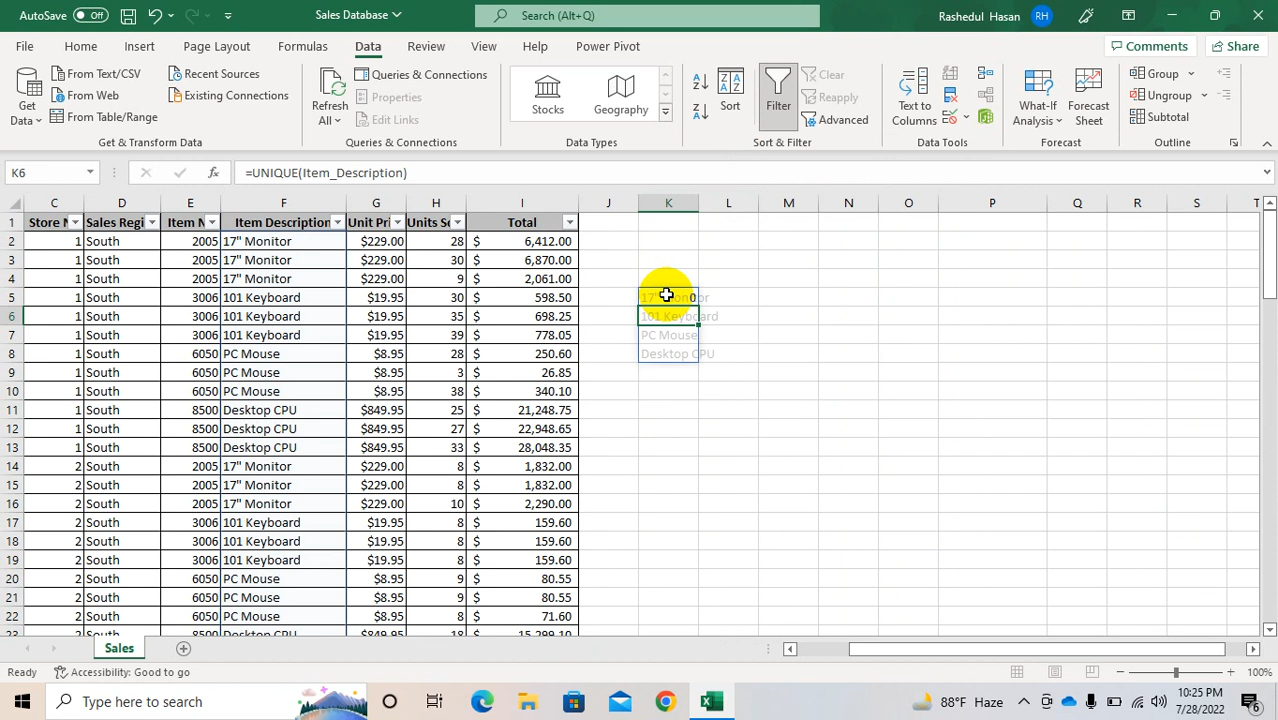 AutoSave Off Sales Database Search (Alt+Q) Rashedul Hasan RH
File Home Insert Page Layout Formulas Data Review View Help Power Pivot Comments Share
Get Data From Text/CSV From Web From Table/Range Recent Sources Existing Connections Refresh All Queries & Connections Properties Edit Links Stocks Geography Sort Filter Clear Reapply Advanced Text to Columns What-If Analysis Forecast Sheet Group Ungroup Subtotal
Get & Transform Data Queries & Connections Data Types Sort & Filter Data Tools Forecast Outline
K6 fx =UNIQUE(Item_Description)
C D E F G H I J K L M N O P Q R S T
1 Store N Sales Regi Item N Item Description Unit Pri Units So Total
2 1 South 2005 17" Monitor $229.00 28 $ 6,412.00
3 1 South 2005 17" Monitor $229.00 30 $ 6,870.00
4 1 South 2005 17" Monitor $229.00 9 $ 2,061.00
5 1 South 3006 101 Keyboard $19.95 30 $ 598.50 17" Monitor 0
6 1 South 3006 101 Keyboard $19.95 35 $ 698.25 101 Keyboard
7 1 South 3006 101 Keyboard $19.95 39 $ 778.05 PC Mouse
8 1 South 6050 PC Mouse $8.95 28 $ 250.60 Desktop CPU
9 1 South 6050 PC Mouse $8.95 3 $ 26.85
10 1 South 6050 PC Mouse $8.95 38 $ 340.10
11 1 South 8500 Desktop CPU $849.95 25 $ 21,248.75
12 1 South 8500 Desktop CPU $849.95 27 $ 22,948.65
13 1 South 8500 Desktop CPU $849.95 33 $ 28,048.35
14 2 South 2005 17" Monitor $229.00 8 $ 1,832.00
15 2 South 2005 17" Monitor $229.00 8 $ 1,832.00
16 2 South 2005 17" Monitor $229.00 10 $ 2,290.00
17 2 South 3006 101 Keyboard $19.95 8 $ 159.60
18 2 South 3006 101 Keyboard $19.95 8 $ 159.60
19 2 South 3006 101 Keyboard $19.95 8 $ 159.60
20 2 South 6050 PC Mouse $8.95 9 $ 80.55
21 2 South 6050 PC Mouse $8.95 9 $ 80.55
22 2 South 6050 PC Mouse $8.95 8 $ 71.60
23 2 South 8500 Desktop CPU $849.95 18 $ 15,299.10
Sales
Ready Accessibility: Good to go 100%
Type here to search 88°F Haze 10:25 PM
7/28/2022 6